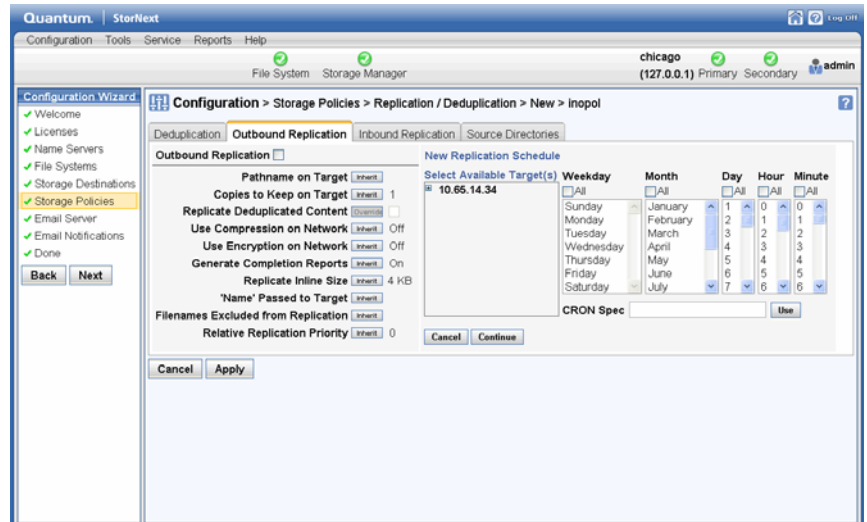 Quantum. StorNext Log Off
Configuration Tools Service Reports Help
File System Storage Manager chicago (127.0.0.1) Primary Secondary admin
Configuration Wizard
Welcome
Licenses
Name Servers
File Systems
Storage Destinations
Storage Policies
Email Server
Email Notifications
Done
Back Next
Configuration > Storage Policies > Replication / Deduplication > New > inopol
Deduplication Outbound Replication Inbound Replication Source Directories
Outbound Replication
Pathname on Target Inherit
Copies to Keep on Target Inherit 1
Replicate Deduplicated Content Override
Use Compression on Network Inherit Off
Use Encryption on Network Inherit Off
Generate Completion Reports Inherit On
Replicate Inline Size Inherit 4 KB
'Name' Passed to Target Inherit
Filenames Excluded from Replication Inherit
Relative Replication Priority Inherit 0
New Replication Schedule
Select Available Target(s) Weekday Month Day Hour Minute
10.65.14.34 All All All All All
Sunday January 1 0 0
Monday February 2 1 1
Tuesday March 3 2 2
Wednesday April 4 3 3
Thursday May 5 4 4
Friday June 6 5 5
Saturday July 7 6 6
CRON Spec Use
Cancel Continue
Cancel Apply